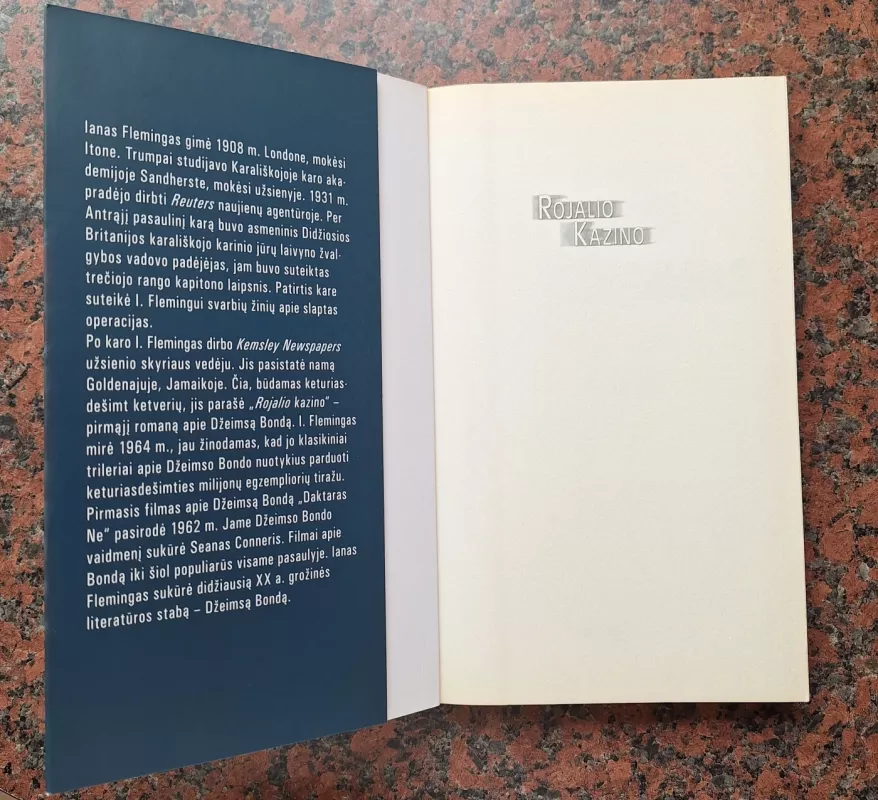 Ianas Flemingas gimė 1908 m. Londone, mokėsi
Itone. Trumpai studijavo Karališkojoje karo aka-
demijoje Sandherste, mokėsi užsienyje. 1931 m.
pradėjo dirbti Reuters naujienų agentūroje. Per
Antrąjį pasaulinį karą buvo asmeninis Didžiosios
Britanijos karališkojo karinio jūrų laivyno žval-
gybos vadovo padėjėjas, jam buvo suteiktas
trečiojo rango kapitono laipsnis. Patirtis kare
suteikė I. Flemingui svarbių žinių apie slaptas
operacijas.
Po karo I. Flemingas dirbo Kemsley Newspapers
užsienio skyriaus vedėju. Jis pasistatė namą
Goldenajuje, Jamaikoje. Čia, būdamas keturias-
dešimt ketverių, jis parašė „Rojalio kazino“ –
pirmąjį romaną apie Džeimsą Bondą. I. Flemingas
mirė 1964 m., jau žinodamas, kad jo klasikiniai
trileriai apie Džeimso Bondo nuotykius parduoti
keturiasdešimties milijonų egzempliorių tiražu.
Pirmasis filmas apie Džeimsą Bondą „Daktaras
Ne“ pasirodė 1962 m. Jame Džeimso Bondo
vaidmenį sukūrė Seanas Conneris. Filmai apie
Bondą iki šiol populiarūs visame pasaulyje. Ianas
Flemingas sukūrė didžiausią XX a. grožinės
literatūros stabą – Džeimsą Bondą.
ROJALIO
KAZINO